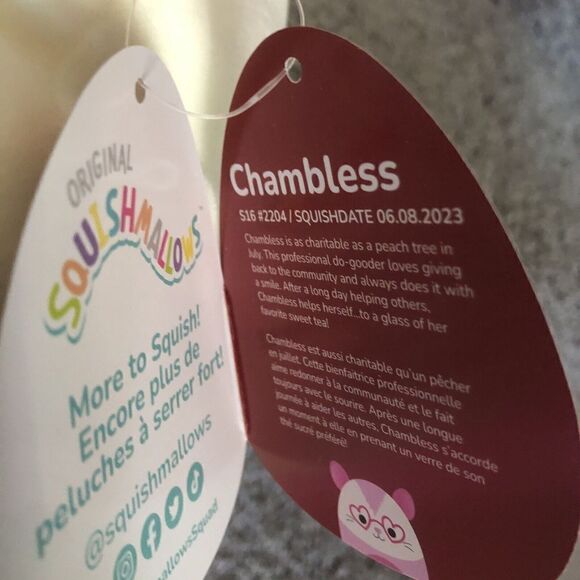 ORIGINAL
SQUISHMALLOWS
More to Squish!
Encore plus de
peluches à serrer fort!
@squishmallows
mallowsSquad
Chambless
S16 #2204 / SQUISHDATE 06.08.2023
Chambless is as charitable as a peach tree in
July. This professional do-gooder loves giving
back to the community and always does it with
a smile. After a long day helping others,
Chambless helps herself...to a glass of her
favorite sweet tea!
Chambless est aussi charitable qu'un pêcher
en juillet. Cette bienfaitrice professionnelle
aime redonner à la communauté et le fait
toujours avec le sourire. Après une longue
journée à aider les autres, Chambless s'accorde
un moment à elle en prenant un verre de son
thé sucré préféré!